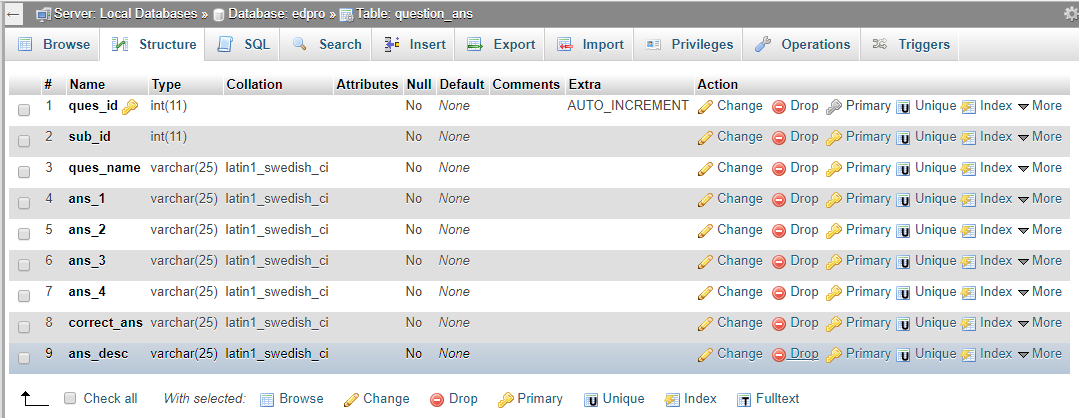 Server: Local Databases » Database: edpro » Table: question_ans
Browse Structure SQL Search Insert Export Import Privileges Operations Triggers
# Name Type Collation Attributes Null Default Comments Extra Action
1 ques_id int(11) No None AUTO_INCREMENT Change Drop Primary Unique Index More
2 sub_id int(11) No None Change Drop Primary Unique Index More
3 ques_name varchar(25) latin1_swedish_ci No None Change Drop Primary Unique Index More
4 ans_1 varchar(25) latin1_swedish_ci No None Change Drop Primary Unique Index More
5 ans_2 varchar(25) latin1_swedish_ci No None Change Drop Primary Unique Index More
6 ans_3 varchar(25) latin1_swedish_ci No None Change Drop Primary Unique Index More
7 ans_4 varchar(25) latin1_swedish_ci No None Change Drop Primary Unique Index More
8 correct_ans varchar(25) latin1_swedish_ci No None Change Drop Primary Unique Index More
9 ans_desc varchar(25) latin1_swedish_ci No None Change Drop Primary Unique Index More
Check all With selected: Browse Change Drop Primary Unique Index Fulltext